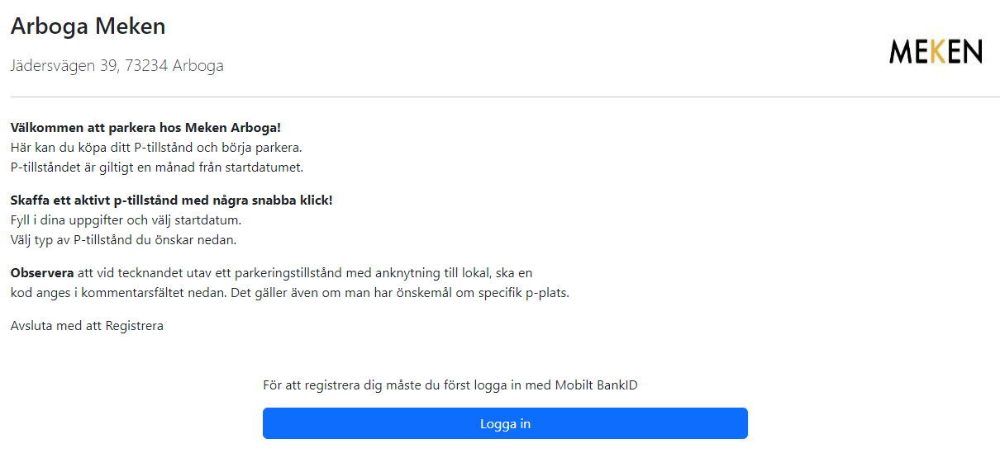 Arboga Meken
Jädersvägen 39, 73234 Arboga
MEKEN
Välkommen att parkera hos Meken Arboga!
Här kan du köpa ditt P-tillstånd och börja parkera.
P-tillståndet är giltigt en månad från startdatumet.
Skaffa ett aktivt p-tillstånd med några snabba klick!
Fyll i dina uppgifter och välj startdatum.
Välj typ av P-tillstånd du önskar nedan.
Observera att vid tecknandet utav ett parkeringstillstånd med anknytning till lokal, ska en
kod anges i kommentarsfältet nedan. Det gäller även om man har önskemål om specifik p-plats.
Avsluta med att Registrera
För att registrera dig måste du först logga in med Mobilt BankID
Logga in